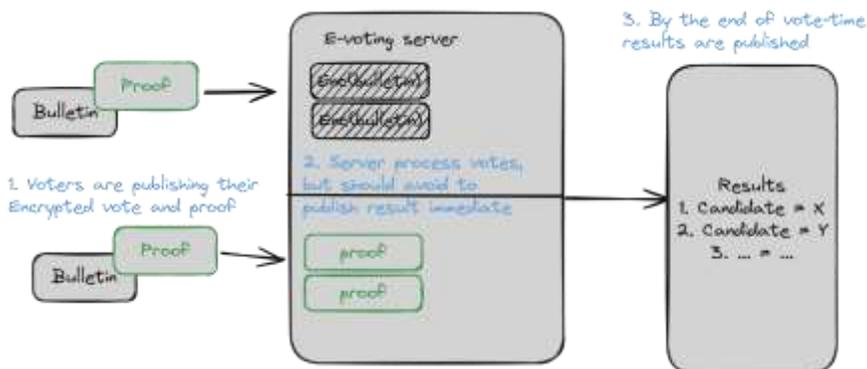 3. By the end of vote-time
results are published
E-voting server
Proof
Bulletin
Enc(bulletin)
Enc(bulletin)
1. Voters are publishing their
Encrypted vote and proof
2. Server process votes,
but should avoid to
publish result immediate
Proof
Bulletin
proof
proof
Results
1. Candidate = X
2. Candidate = Y
3. ... = ...